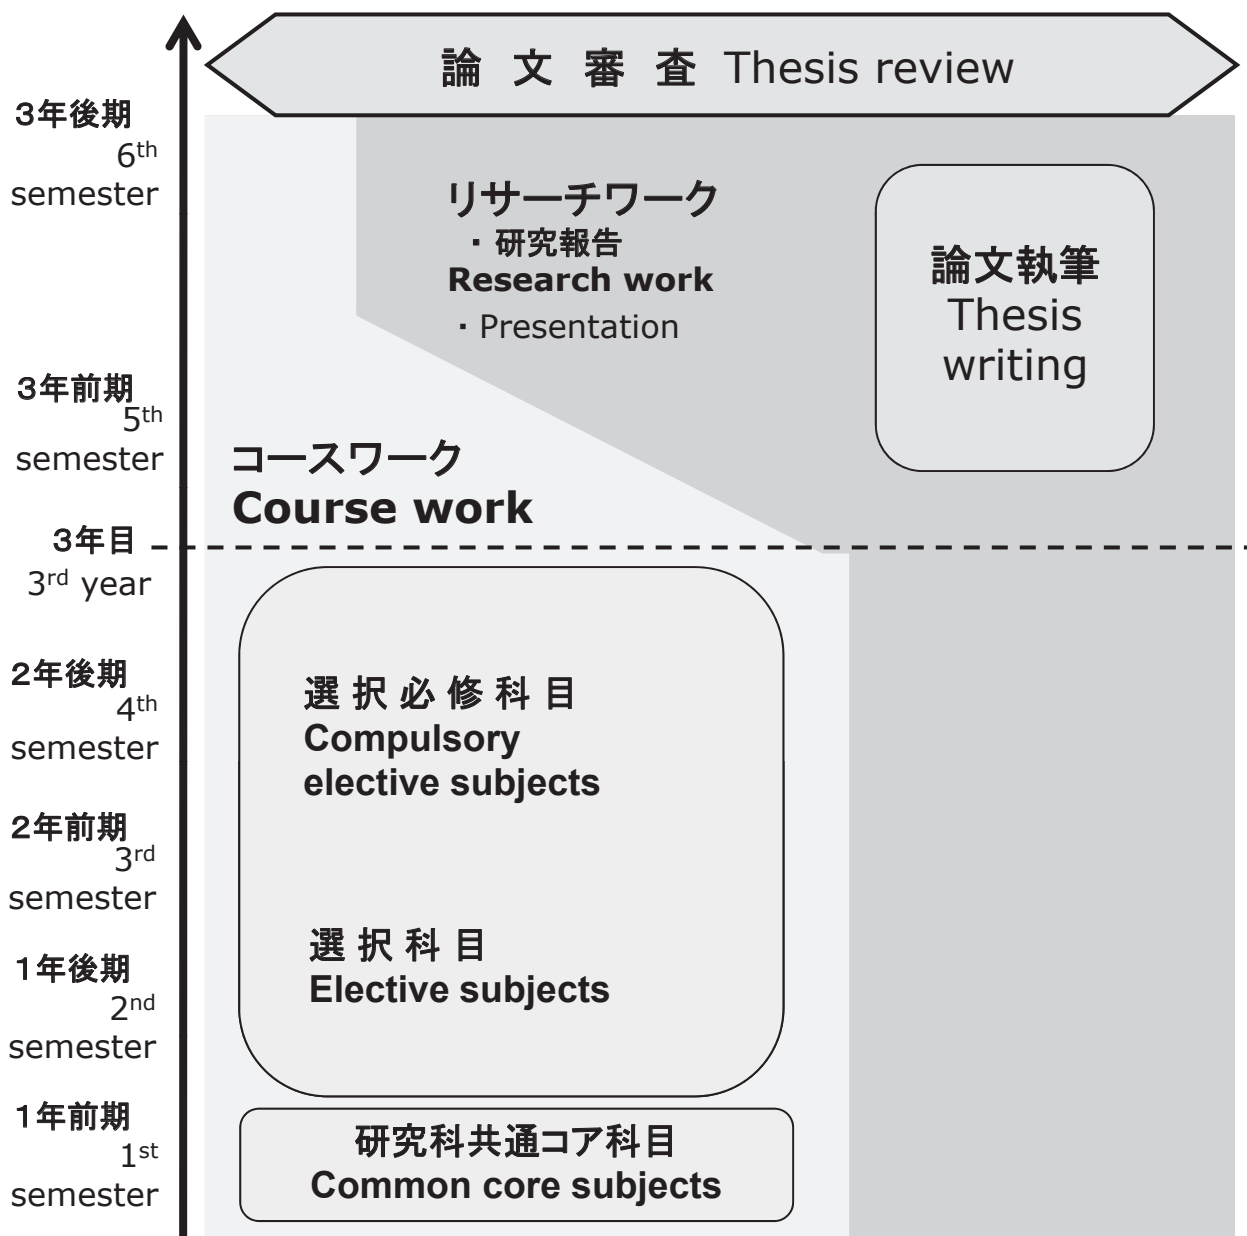 論 文 審 査 Thesis review
3年後期
6th
semester
リサーチワーク
・研究報告
Research work
・Presentation
論文執筆
Thesis
writing
3年前期
5th
semester
コースワーク
Course work
3年目
3rd year
2年後期
4th
semester
選 択 必 修 科 目
Compulsory
elective subjects
2年前期
3rd
semester
選 択 科 目
Elective subjects
1年後期
2nd
semester
1年前期
1st
semester
研究科共通コア科目
Common core subjects